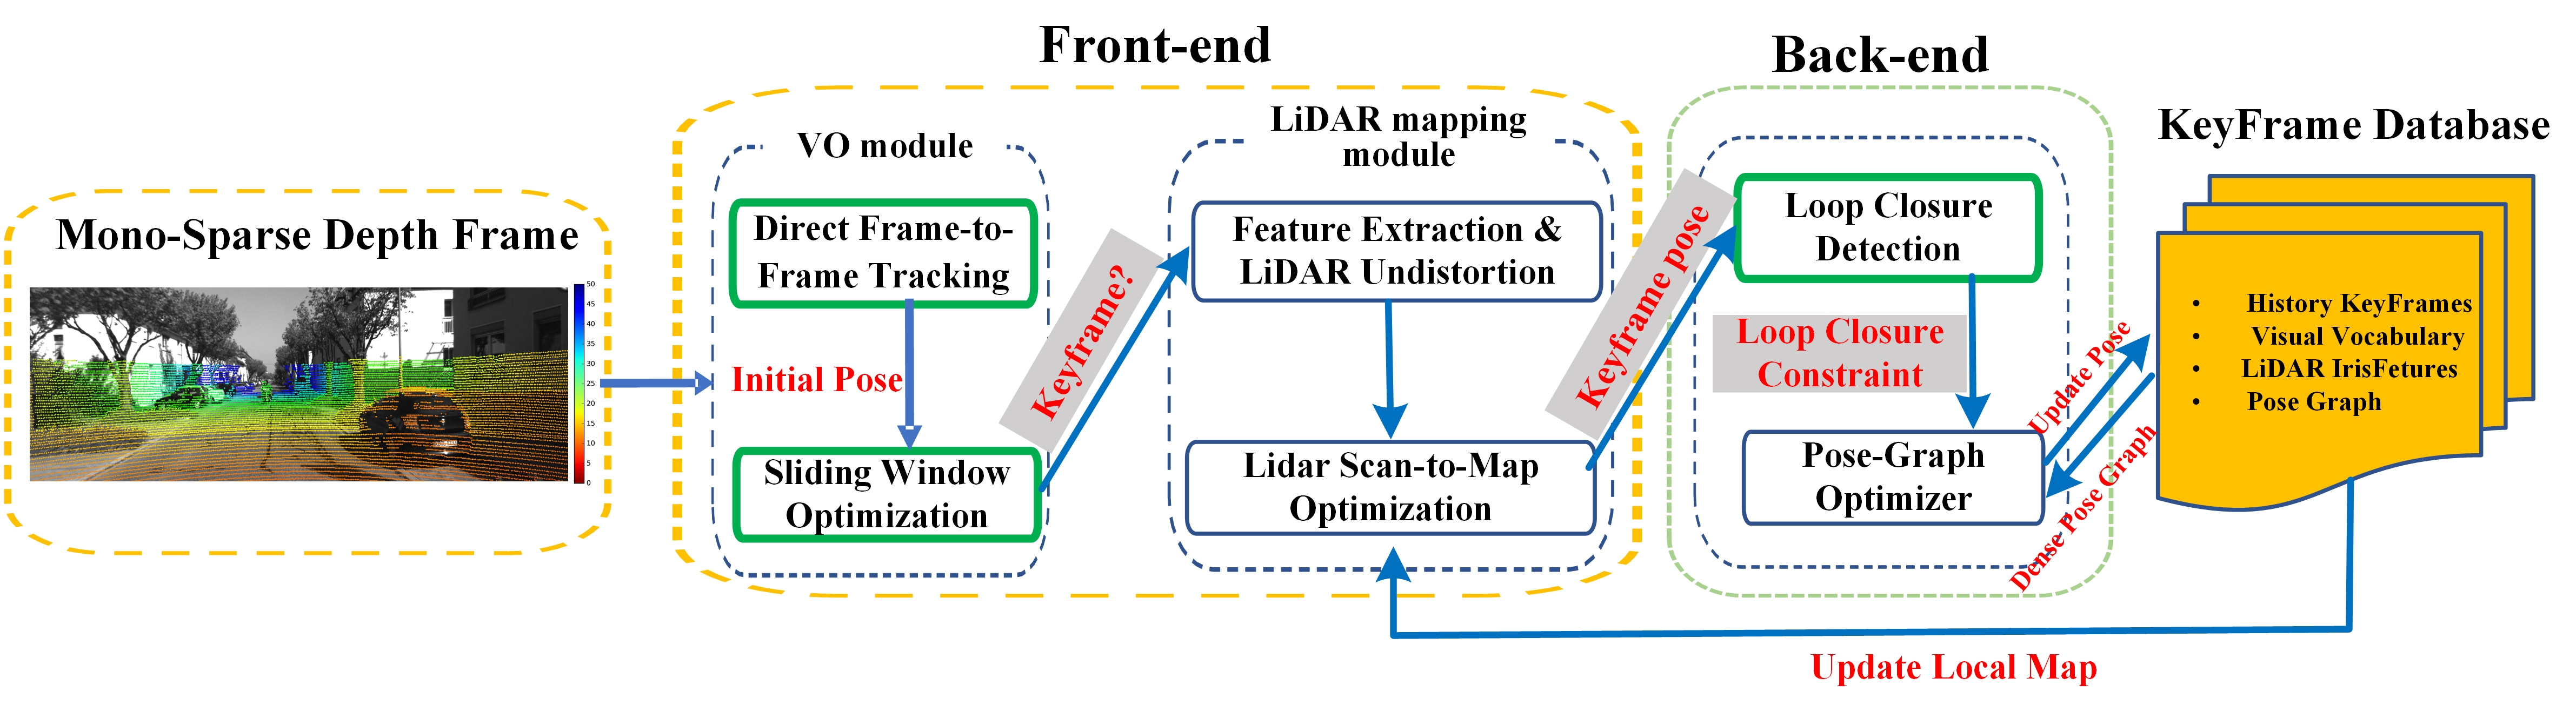 Front-end
Back-end
KeyFrame Database
Mono-Sparse Depth Frame
50
45
40
35
30
25
20
15
10
5
0
VO module
Direct Frame-to-
Frame Tracking
Initial Pose
Sliding Window
Optimization
Keyframe?
LiDAR mapping
module
Feature Extraction &
LiDAR Undistortion
Lidar Scan-to-Map
Optimization
Keyframe pose
Loop Closure
Detection
Loop Closure
Constraint
Pose-Graph
Optimizer
Update Pose
Dense Pose Graph
• History KeyFrames
• Visual Vocabulary
• LiDAR IrisFetures
• Pose Graph
Update Local Map